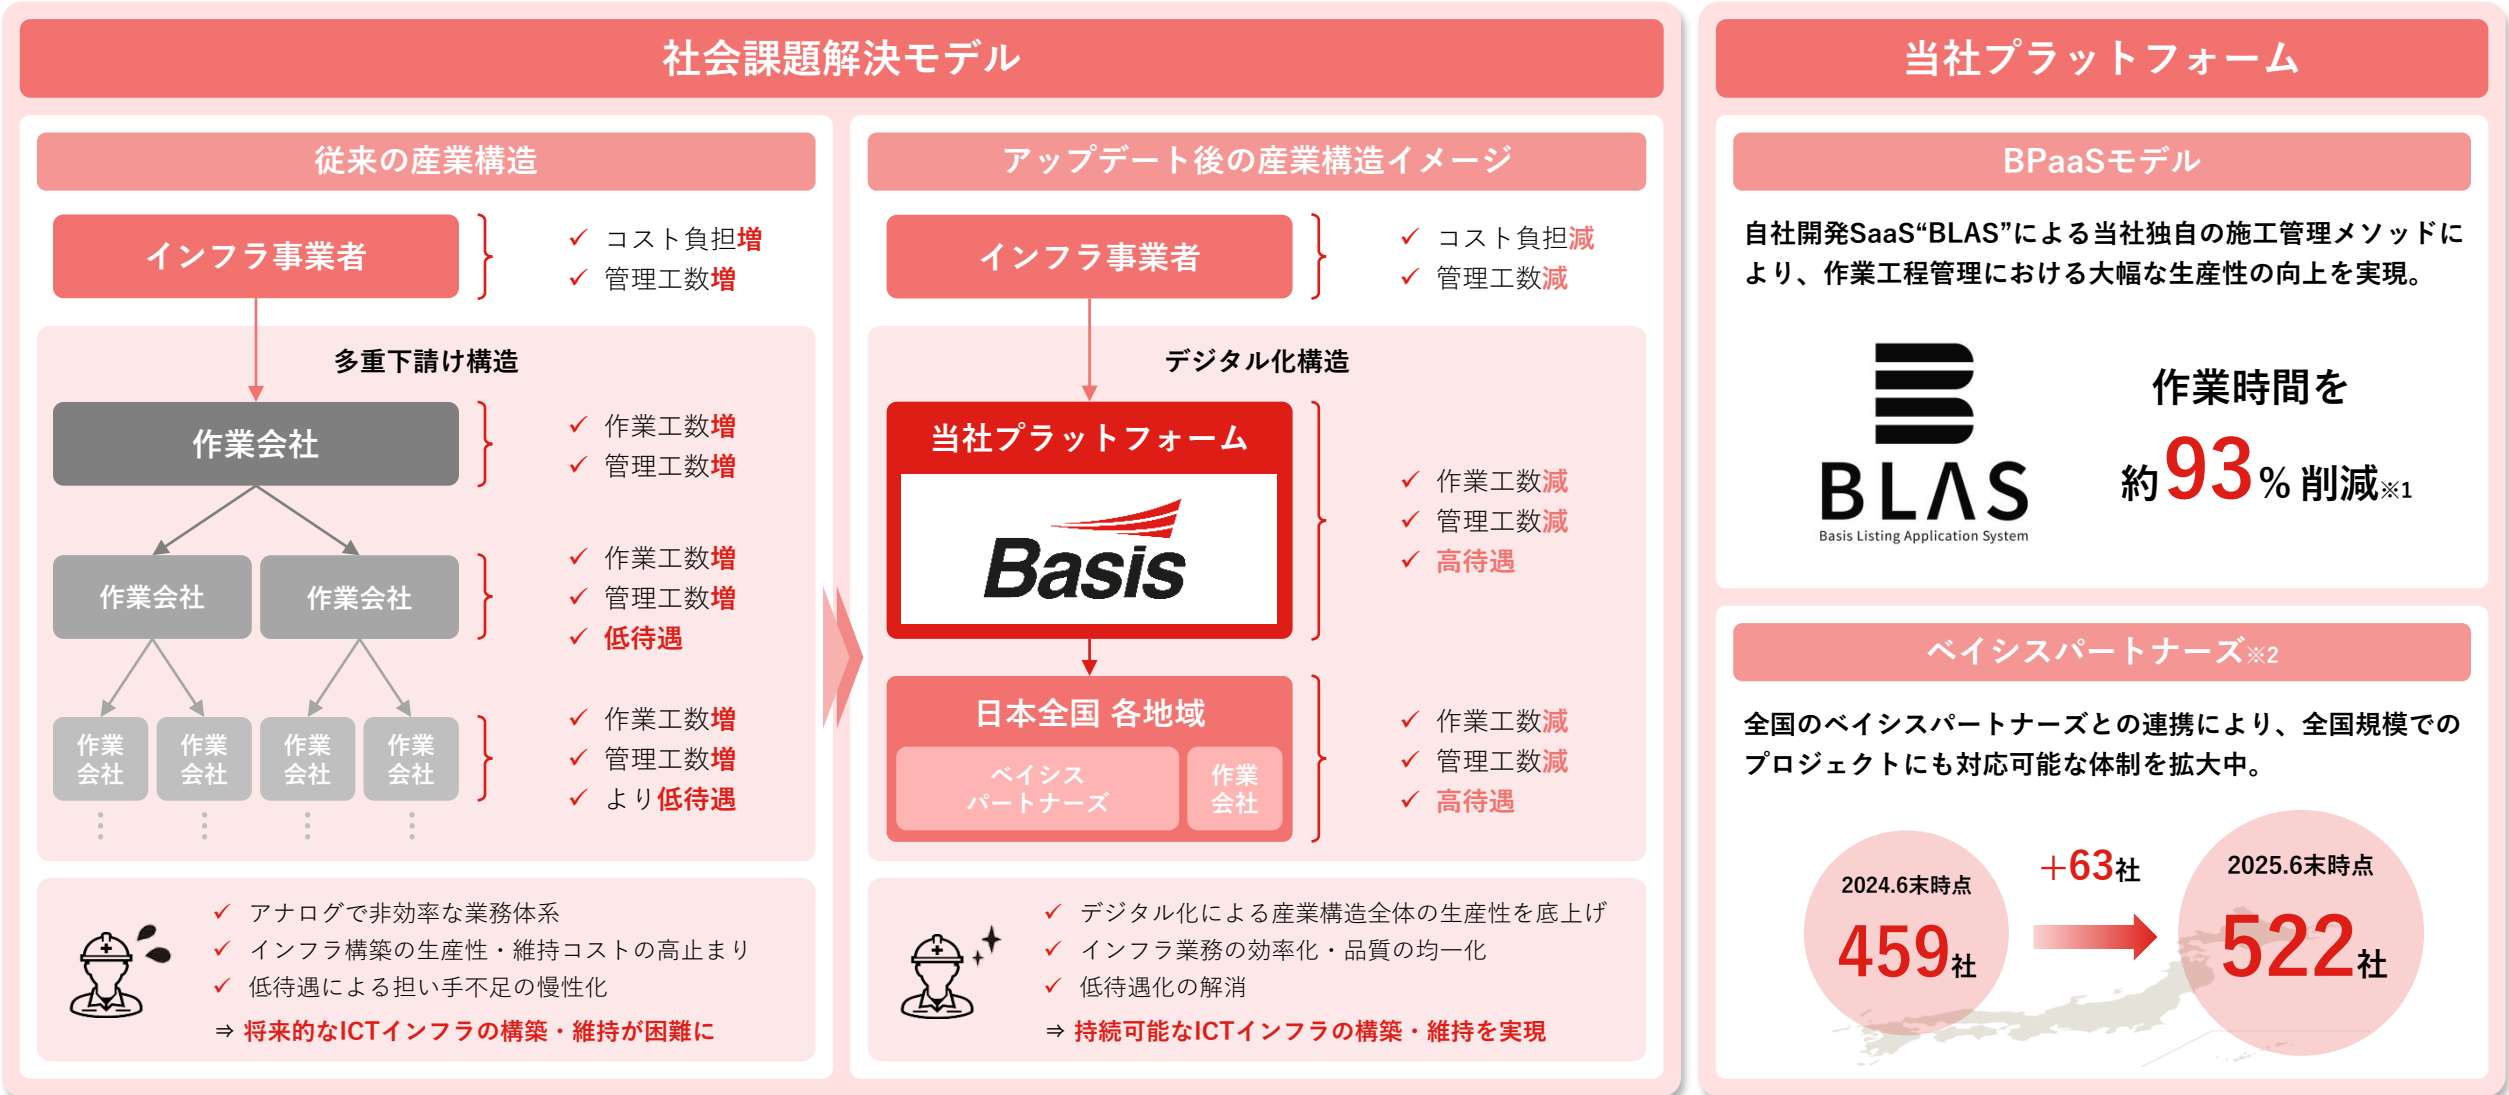 社会課題解決モデル
従来の産業構造
インフラ事業者
✓ コスト負担増
✓ 管理工数増
多重下請け構造
作業会社
✓ 作業工数増
✓ 管理工数増
作業会社
作業会社
✓ 作業工数増
✓ 管理工数増
✓ 低待遇
作業
会社
作業
会社
作業
会社
作業
会社
✓ 作業工数増
✓ 管理工数増
✓ より低待遇
✓ アナログで非効率な業務体系
✓ インフラ構築の生産性・維持コストの高止まり
✓ 低待遇による担い手不足の慢性化
⇒ 将来的なICTインフラの構築・維持が困難に
アップデート後の産業構造イメージ
インフラ事業者
✓ コスト負担減
✓ 管理工数減
デジタル化構造
当社プラットフォーム
Basis
✓ 作業工数減
✓ 管理工数減
✓ 高待遇
日本全国 各地域
ベイシス
パートナーズ
作業
会社
✓ 作業工数減
✓ 管理工数減
✓ 高待遇
✓ デジタル化による産業構造全体の生産性を底上げ
✓ インフラ業務の効率化・品質の均一化
✓ 低待遇化の解消
⇒ 持続可能なICTインフラの構築・維持を実現
当社プラットフォーム
BPaaSモデル
自社開発SaaS“BLAS”による当社独自の施工管理メソッドに
より、作業工程管理における大幅な生産性の向上を実現。
BLAS
Basis Listing Application System
作業時間を
約93% 削減※1
ベイシスパートナーズ※2
全国のベイシスパートナーズとの連携により、全国規模での
プロジェクトにも対応可能な体制を拡大中。
2024.6末時点
459社
+63社
2025.6末時点
522社